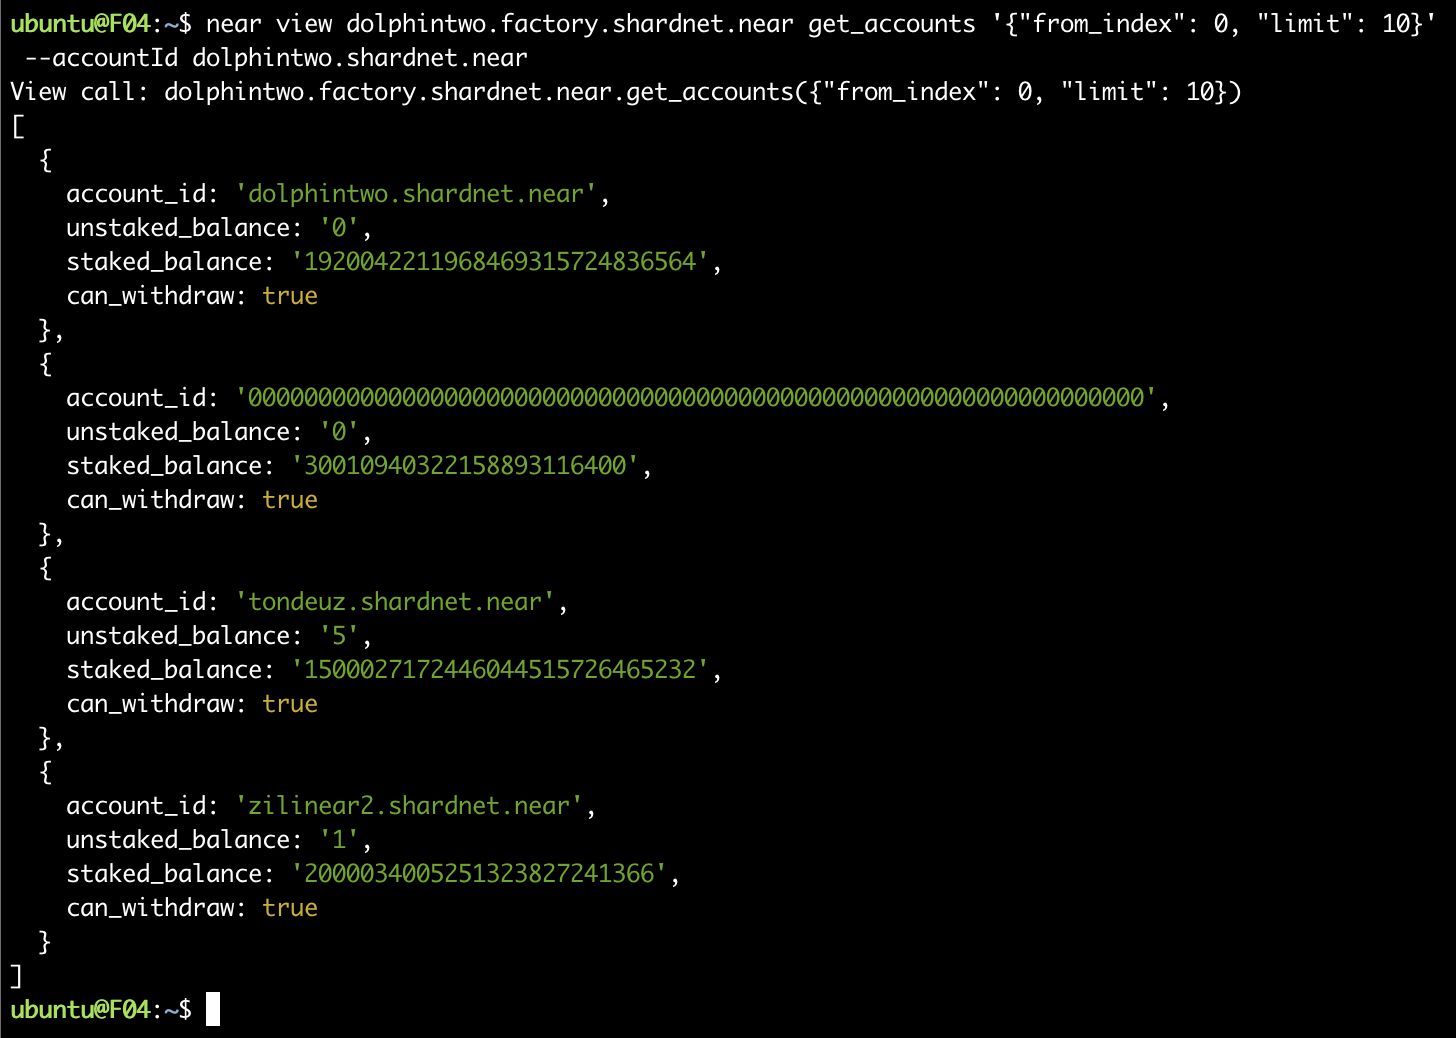 ubuntu@F04:~$ near view dolphintwo.factory.shardnet.near get_accounts '{"from_index": 0, "limit": 10}'
 --accountId dolphintwo.shardnet.near
View call: dolphintwo.factory.shardnet.near.get_accounts({"from_index": 0, "limit": 10})
[
  {
    account_id: 'dolphintwo.shardnet.near',
    unstaked_balance: '0',
    staked_balance: '1920042211968469315724836564',
    can_withdraw: true
  },
  {
    account_id: '0000000000000000000000000000000000000000000000000000000000000000',
    unstaked_balance: '0',
    staked_balance: '30010940322158893116400',
    can_withdraw: true
  },
  {
    account_id: 'tondeuz.shardnet.near',
    unstaked_balance: '5',
    staked_balance: '1500027172446044515726465232',
    can_withdraw: true
  },
  {
    account_id: 'zilinear2.shardnet.near',
    unstaked_balance: '1',
    staked_balance: '2000034005251323827241366',
    can_withdraw: true
  }
]
ubuntu@F04:~$